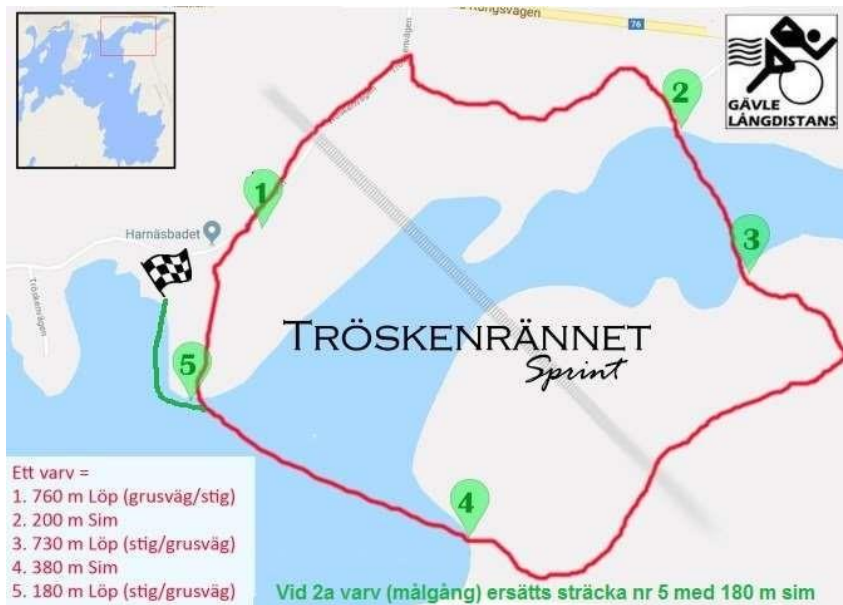 Kungsvägen
76
GÄVLE
LÅNGDISTANS
2
1
Harnäsbadet
3
Tröskenvägen
TRÖSKENRÄNNET
Sprint
5
4
Ett varv =
1. 760 m Löp (grusväg/stig)
2. 200 m Sim
3. 730 m Löp (stig/grusväg)
4. 380 m Sim
5. 180 m Löp (stig/grusväg)
Vid 2a varv (målgång) ersätts sträcka nr 5 med 180 m sim